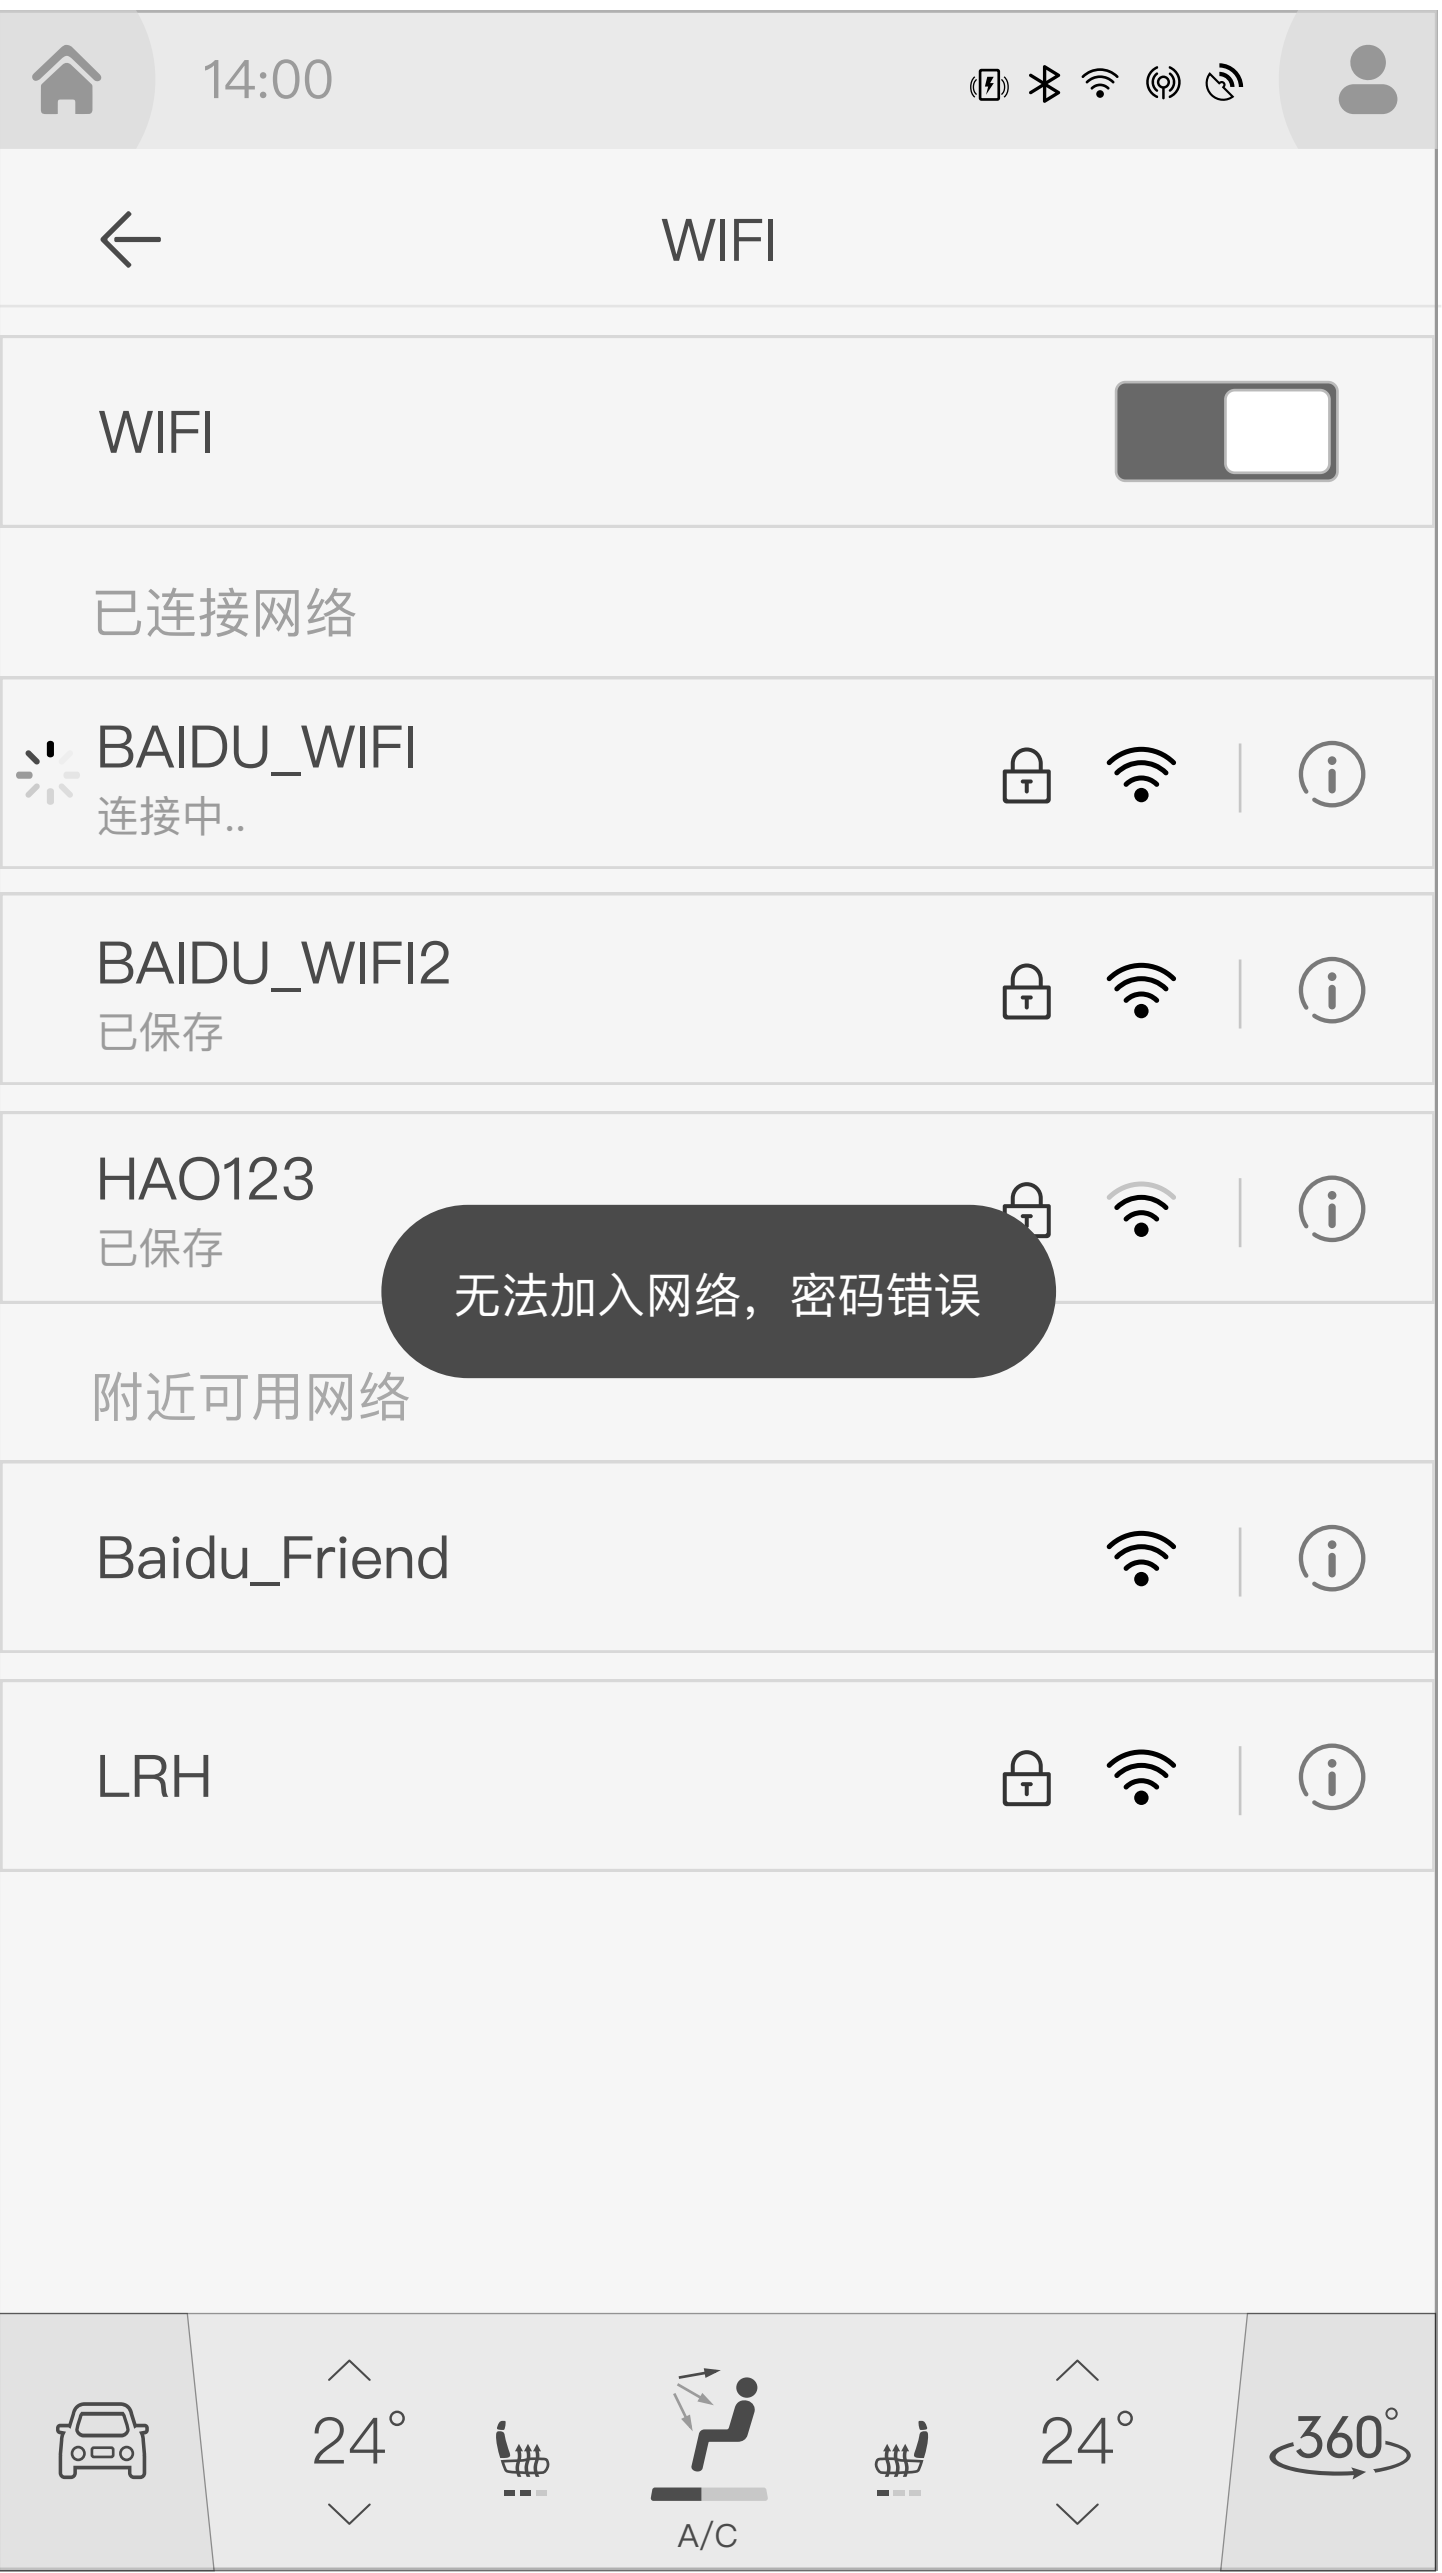 14:00
WIFI
WIFI
已连接网络
BAIDU_WIFI
连接中..
BAIDU_WIFI2
已保存
HAO123
已保存
无法加入网络，密码错误
附近可用网络
Baidu_Friend
LRH
24° 24° 360°
A/C